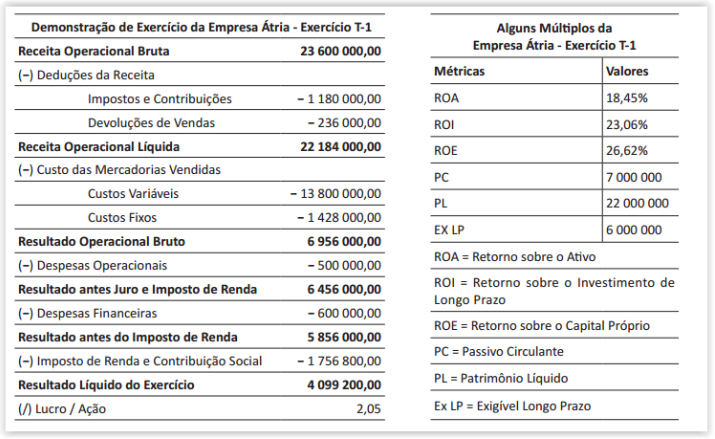 Demonstração de Exercício da Empresa Átria - Exercício T-1
Receita Operacional Bruta 23 600 000,00
(−) Deduções da Receita
Impostos e Contribuições − 1 180 000,00
Devoluções de Vendas − 236 000,00
Receita Operacional Líquida 22 184 000,00
(−) Custo das Mercadorias Vendidas
Custos Variáveis − 13 800 000,00
Custos Fixos − 1 428 000,00
Resultado Operacional Bruto 6 956 000,00
(−) Despesas Operacionais − 500 000,00
Resultado antes Juro e Imposto de Renda 6 456 000,00
(−) Despesas Financeiras − 600 000,00
Resultado antes do Imposto de Renda 5 856 000,00
(−) Imposto de Renda e Contribuição Social − 1 756 800,00
Resultado Líquido do Exercício 4 099 200,00
(/) Lucro / Ação 2,05
Alguns Múltiplos da
Empresa Átria - Exercício T-1
Métricas Valores
ROA 18,45%
ROI 23,06%
ROE 26,62%
PC 7 000 000
PL 22 000 000
EX LP 6 000 000
ROA = Retorno sobre o Ativo
ROI = Retorno sobre o Investimento de
Longo Prazo
ROE = Retorno sobre o Capital Próprio
PC = Passivo Circulante
PL = Patrimônio Líquido
Ex LP = Exigível Longo Prazo